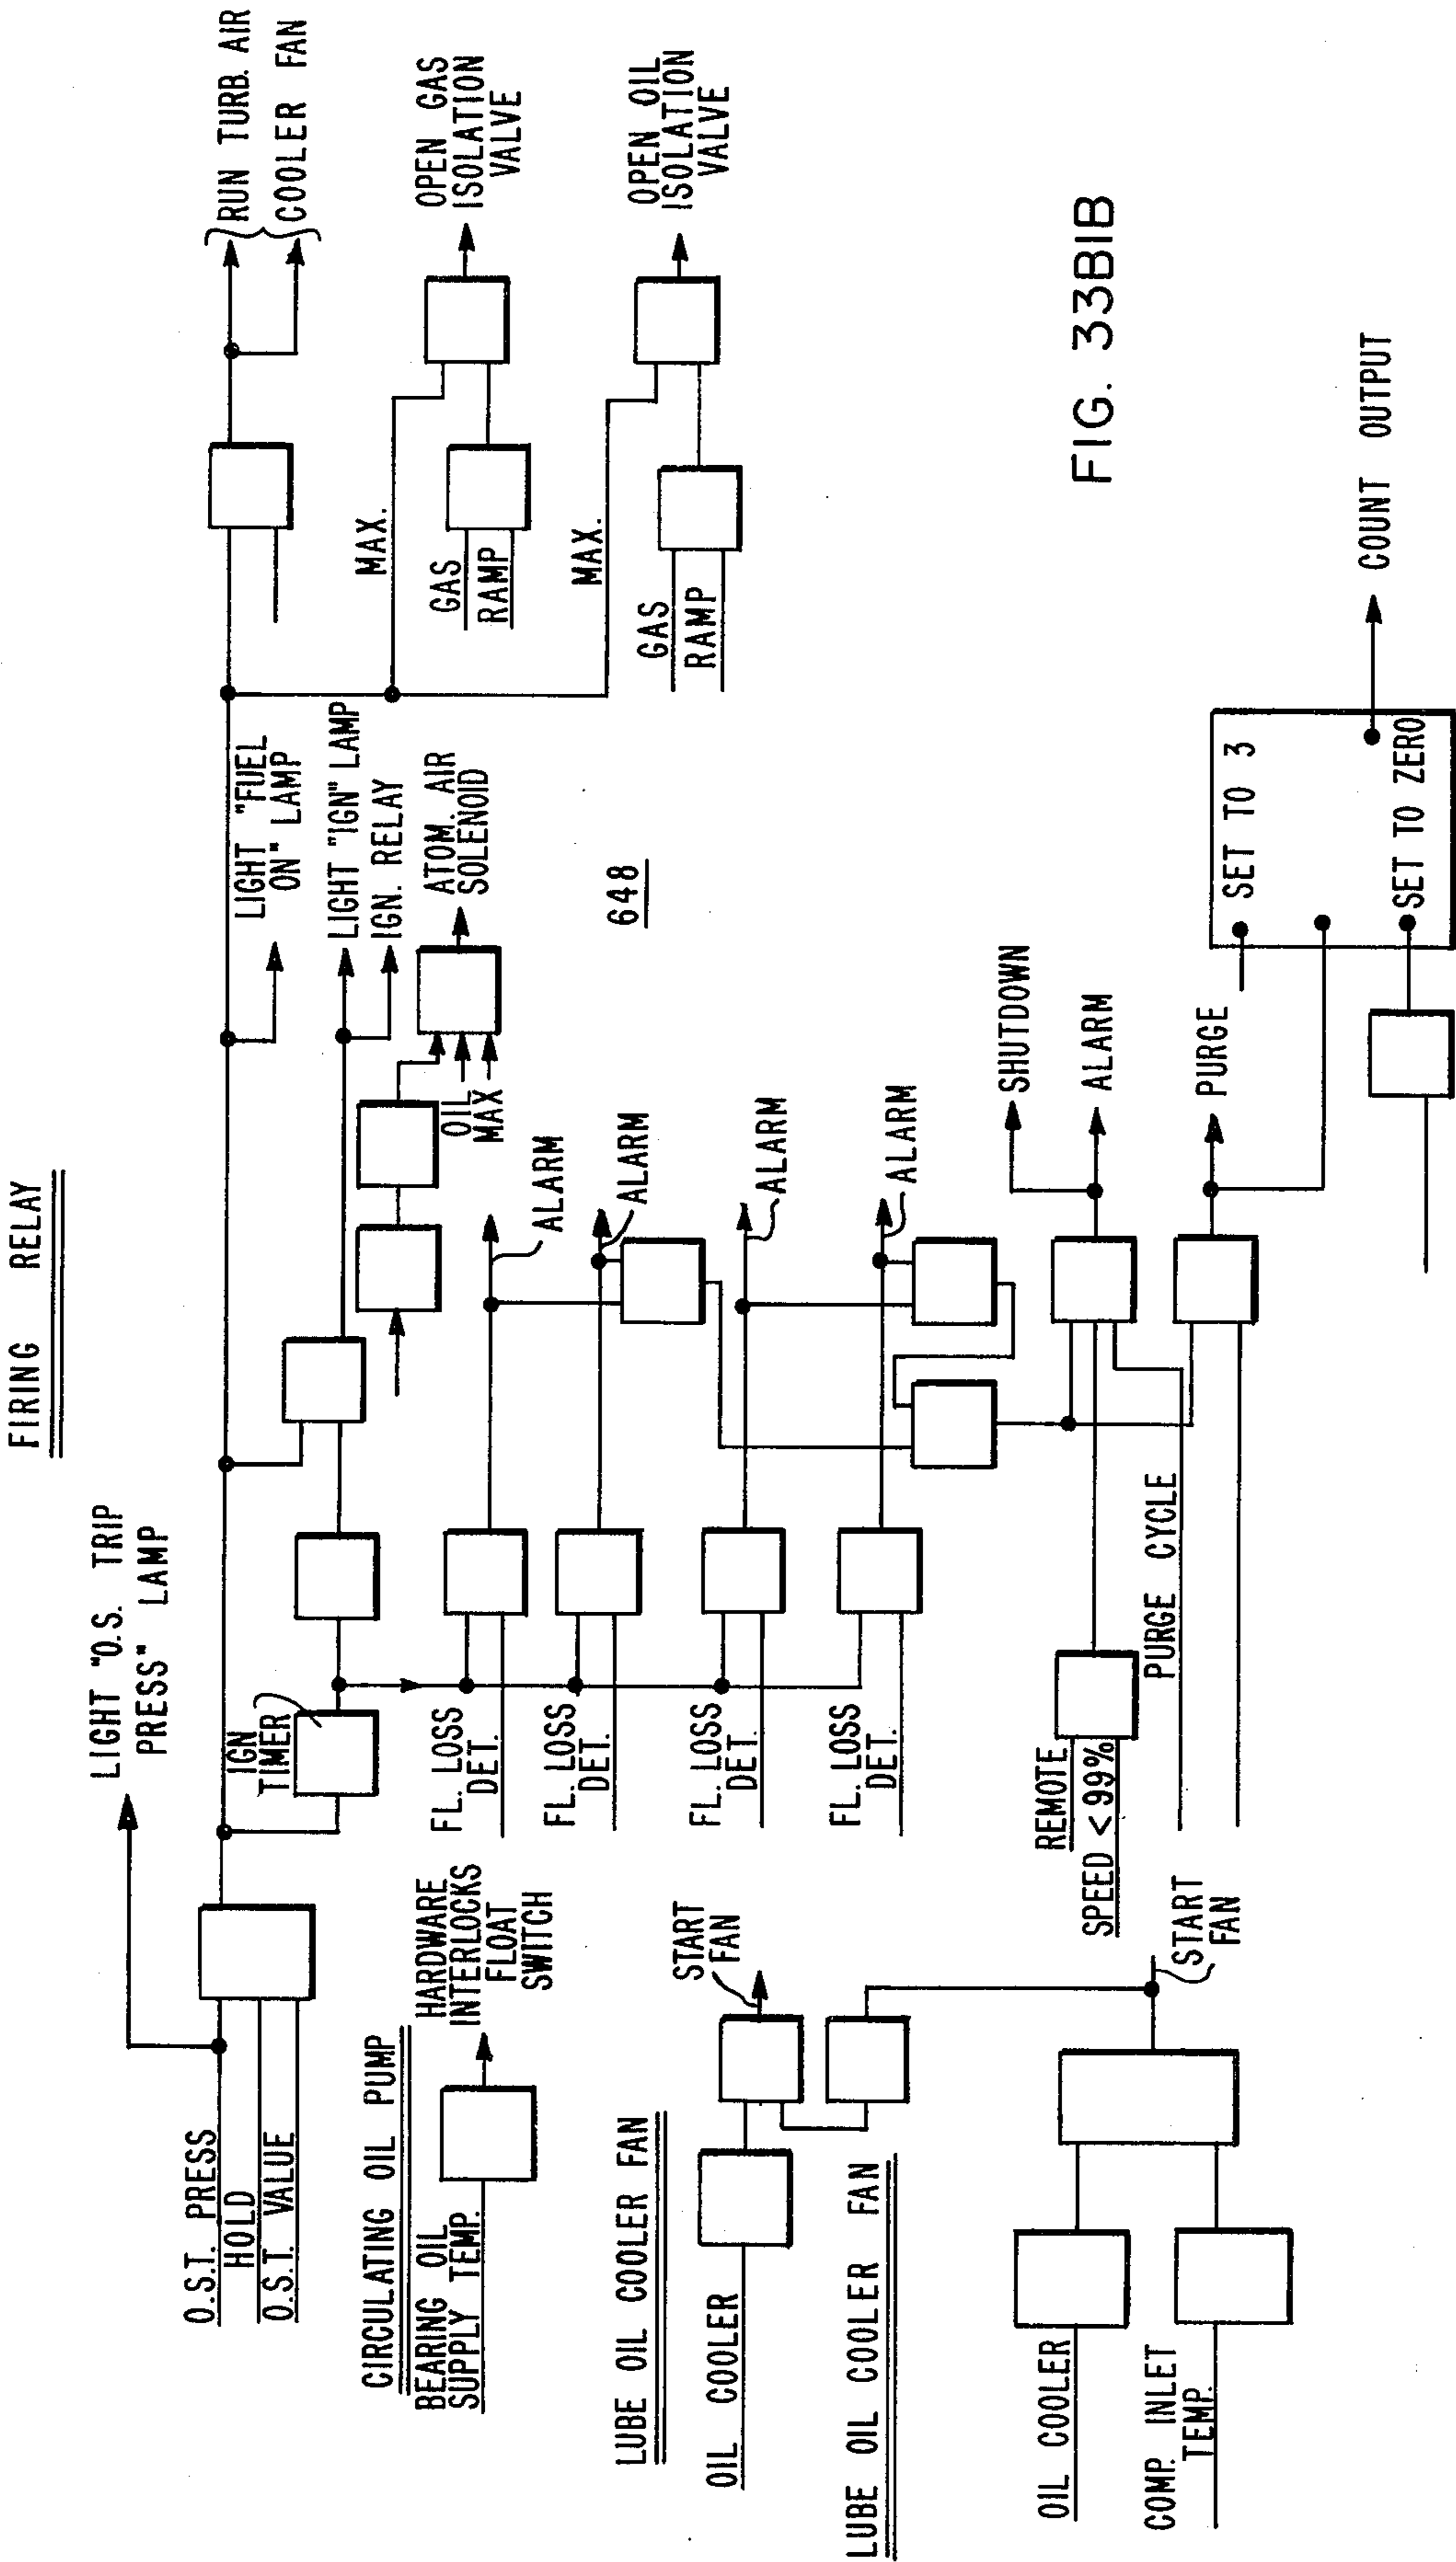 FIRING RELAY
LIGHT "O.S. TRIP
PRESS" LAMP
O.S.T. PRESS
HOLD
O.S.T. VALUE
IGN
TIMER
LIGHT "FUEL
ON" LAMP
LIGHT "IGN" LAMP
IGN. RELAY
ATOM. AIR
SOLENOID
OIL
MAX
RUN TURB. AIR
COOLER FAN
MAX.
GAS
RAMP
OPEN GAS
ISOLATION
VALVE
MAX.
GAS
RAMP
OPEN OIL
ISOLATION
VALVE
648
CIRCULATING OIL PUMP
BEARING OIL
SUPPLY TEMP.
HARDWARE
INTERLOCKS
FLOAT
SWITCH
FL. LOSS
DET.
ALARM
FL. LOSS
DET.
ALARM
FL. LOSS
DET.
ALARM
FL. LOSS
DET.
ALARM
LUBE OIL COOLER FAN
OIL COOLER
START
FAN
LUBE OIL COOLER FAN
OIL COOLER
COMP. INLET
TEMP.
START
FAN
REMOTE
SPEED < 99%
PURGE CYCLE
SHUTDOWN
ALARM
PURGE
SET TO 3
SET TO ZERO
COUNT OUTPUT
FIG. 33B1B